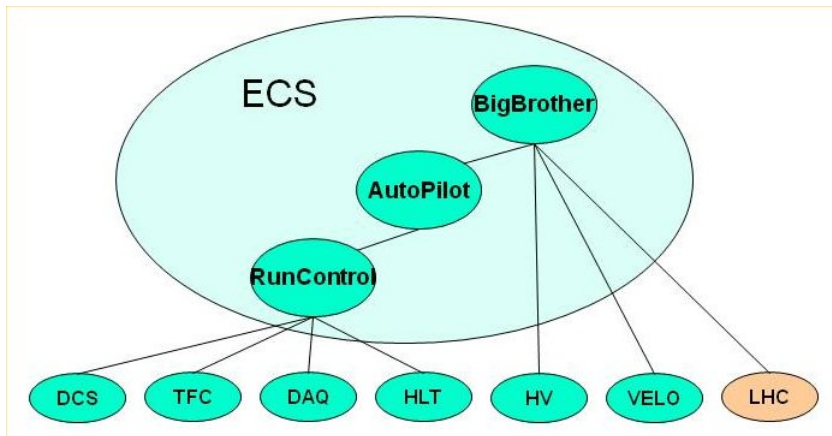 ECS
BigBrother
AutoPilot
RunControl
DCS TFC DAQ HLT HV VELO LHC